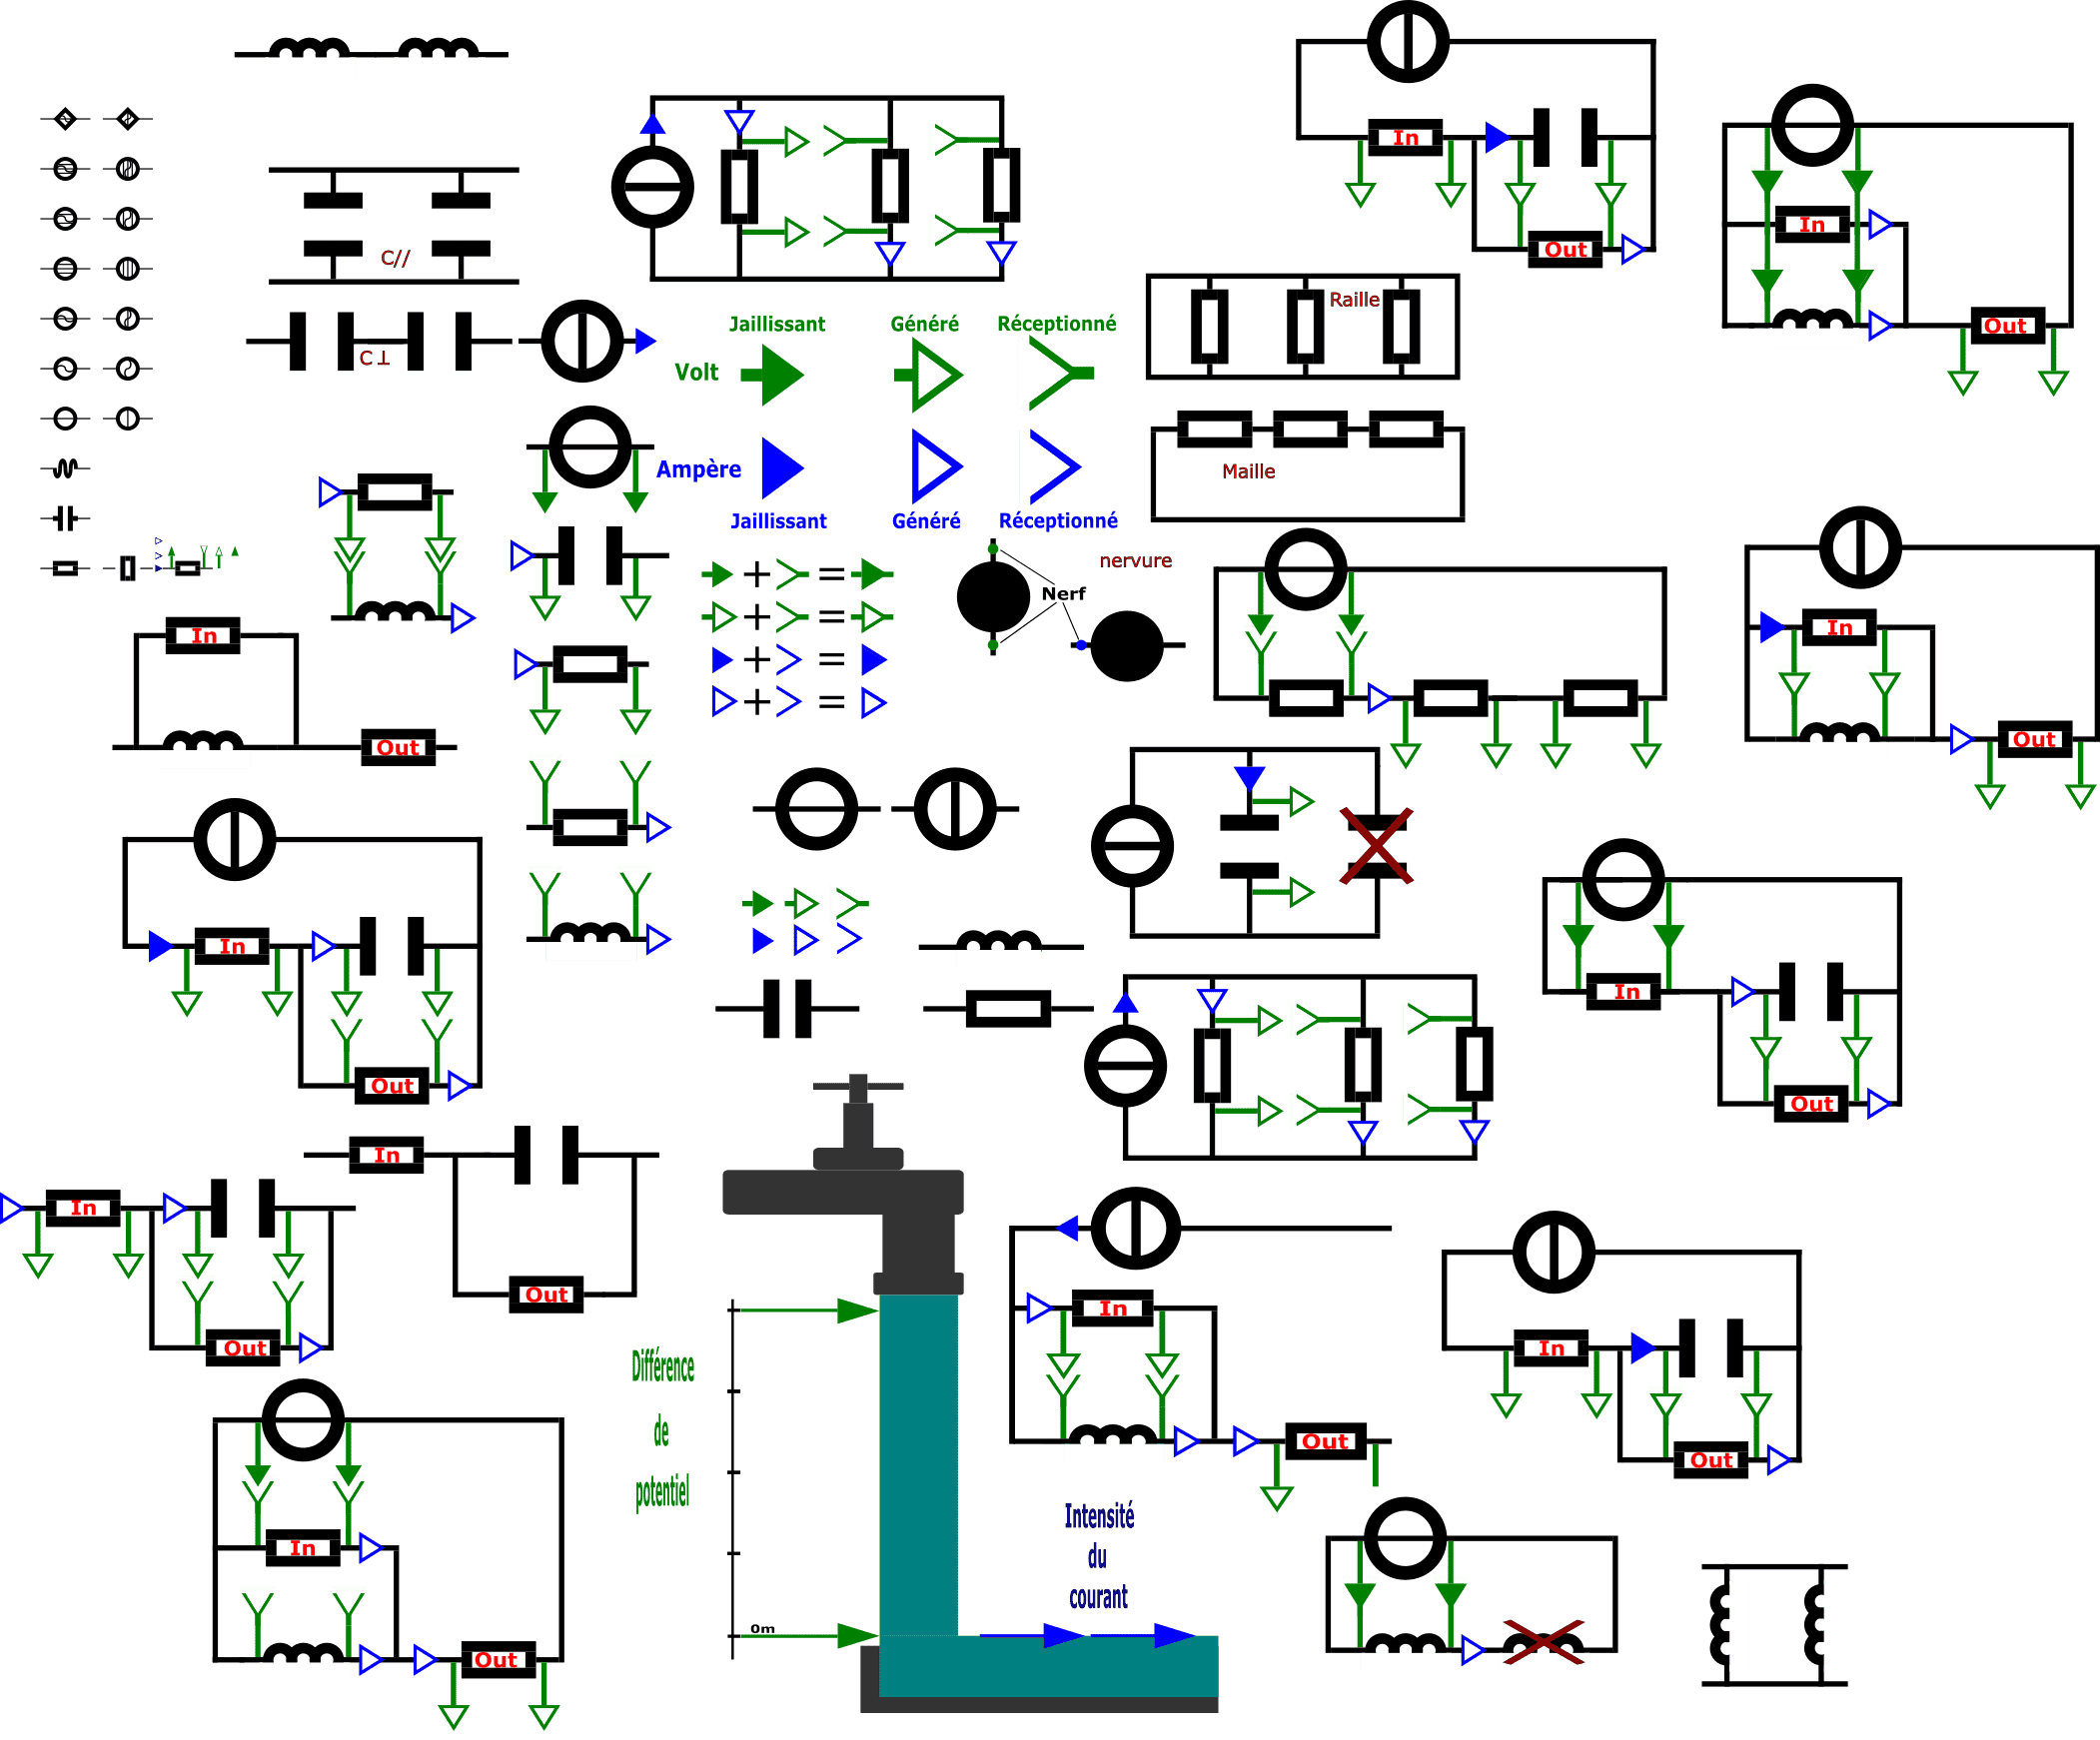 In
In
Out
C//
Jaillissant Généré Réceptionné
Raille
Out
C⊥
Volt
Ampère
Maille
Jaillissant Généré Réceptionné
nervure
Nerf
In
In
Out
Out
In
In
Out
Out
In
Out
In
Out
In
Out
In
In
Out
Différence
de
potentiel
Out
Out
In
Intensité
du
courant
Out
0m